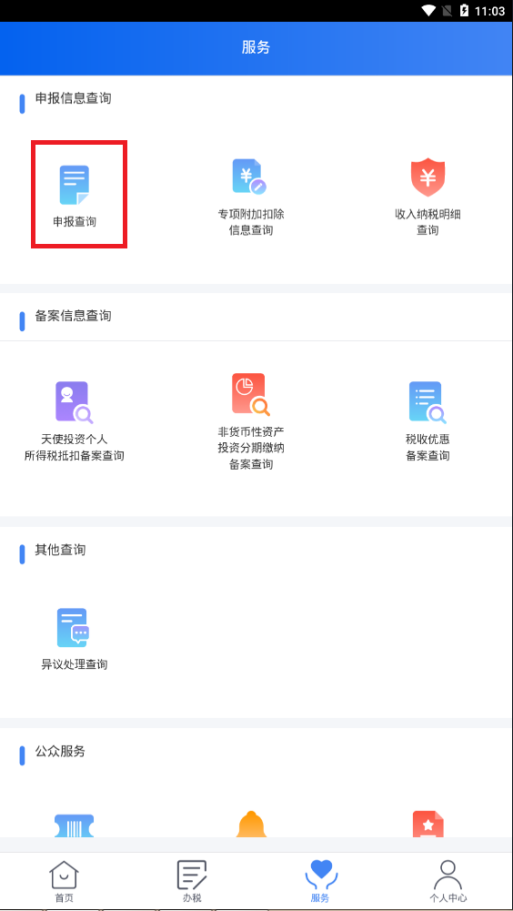 11:03
服务
申报信息查询
申报查询
专项附加扣除
信息查询
收入纳税明细
查询
备案信息查询
天使投资个人
所得税抵扣备案查询
非货币性资产
投资分期缴纳
备案查询
税收优惠
备案查询
其他查询
异议处理查询
公众服务
首页
办税
服务
个人中心